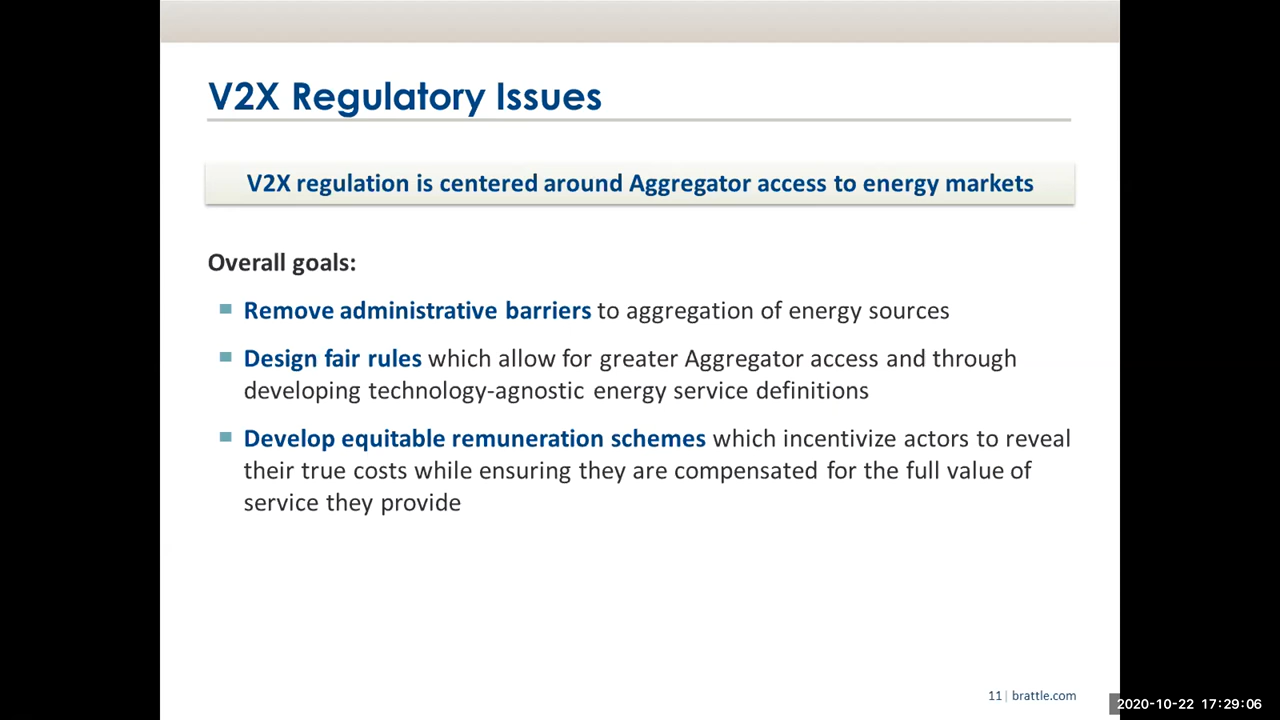 V2X Regulatory Issues
V2X regulation is centered around Aggregator access to energy markets
Overall goals:
Remove administrative barriers to aggregation of energy sources
Design fair rules which allow for greater Aggregator access and through
developing technology-agnostic energy service definitions
Develop equitable remuneration schemes which incentivize actors to reveal
their true costs while ensuring they are compensated for the full value of
service they provide
11| brattle.com
2020-10-22 17:29:06